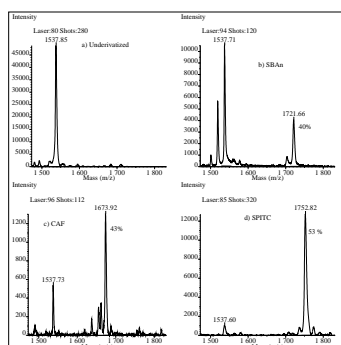 Intensity
Laser:80 Shots:280
1537.85
a) Underivatized
45000
40000
35000
30000
25000
20000
15000
10000
5000
0
1 500 1 600 1 700 1 800
Mass (m/z)
Intensity
Laser:94 Shots:120
1537.71
b) SBAn
1721.66
40%
10000
8000
6000
4000
2000
0
1 500 1 600 1 700 1 800
Mass (m/z)
Intensity
Laser:96 Shots:112
1673.92
c) CAF
43%
1537.73
1200
1000
800
600
400
200
0
1 500 1 600 1 700 1 800
Intensity
Laser:85 Shots:320
1752.82
d) SPITC
53 %
1537.60
12000
10000
8000
6000
4000
2000
0
1 500 1 600 1 700 1 800